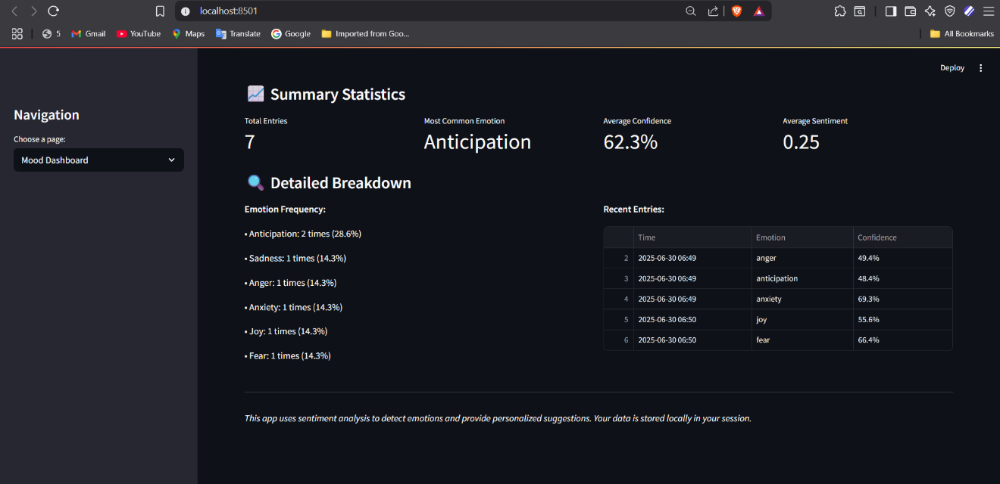 localhost:8501
5 Gmail YouTube Maps Translate Google Imported from Goo... All Bookmarks
Deploy
Navigation
Choose a page:
Mood Dashboard
Summary Statistics
Total Entries Most Common Emotion Average Confidence Average Sentiment
7 Anticipation 62.3% 0.25
Detailed Breakdown
Emotion Frequency:
• Anticipation: 2 times (28.6%)
• Sadness: 1 times (14.3%)
• Anger: 1 times (14.3%)
• Anxiety: 1 times (14.3%)
• Joy: 1 times (14.3%)
• Fear: 1 times (14.3%)
Recent Entries:
Time Emotion Confidence
2 2025-06-30 06:49 anger 49.4%
3 2025-06-30 06:49 anticipation 48.4%
4 2025-06-30 06:49 anxiety 69.3%
5 2025-06-30 06:50 joy 55.6%
6 2025-06-30 06:50 fear 66.4%
This app uses sentiment analysis to detect emotions and provide personalized suggestions. Your data is stored locally in your session.